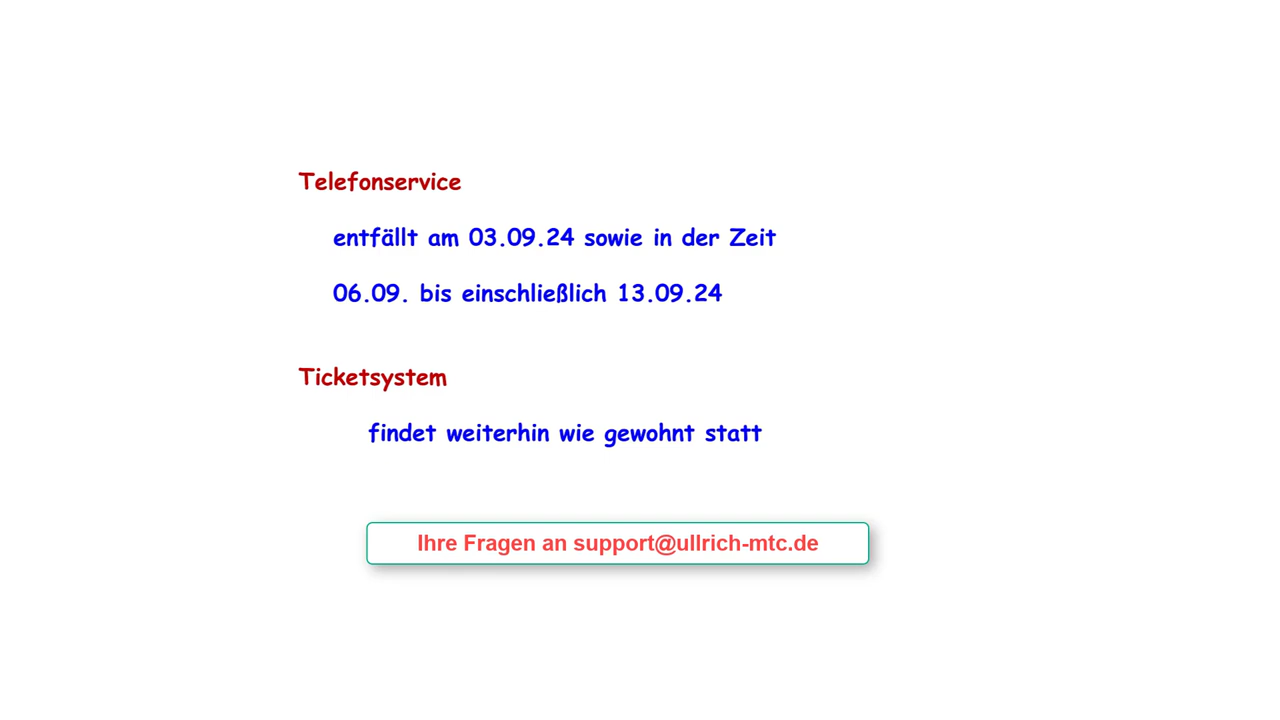 Telefonservice
entfällt am 03.09.24 sowie in der Zeit
06.09. bis einschließlich 13.09.24
Ticketsystem
findet weiterhin wie gewohnt statt
Ihre Fragen an support@ullrich-mtc.de